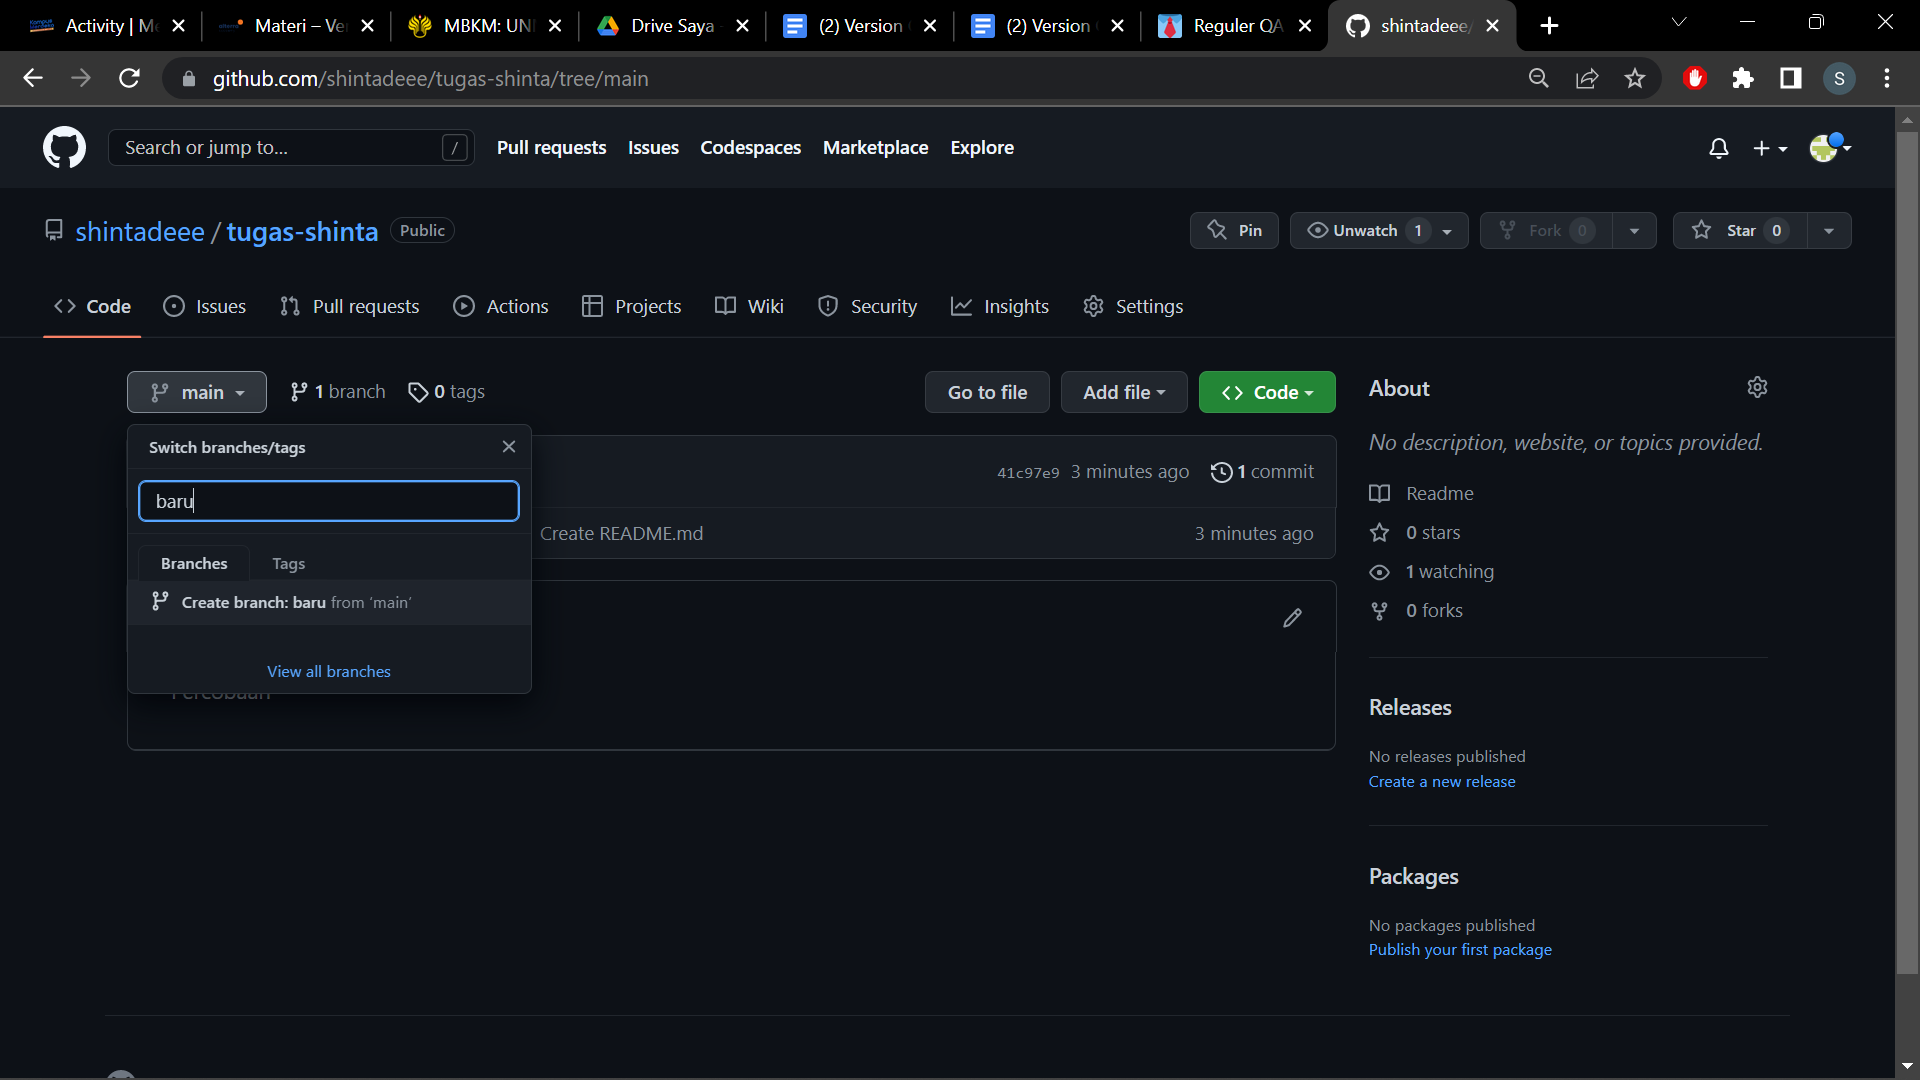 Activity | Me
Materi – Ve
MBKM: UNI
Drive Saya
(2) Version
(2) Version
Reguler QA
shintadeee/
github.com/shintadeee/tugas-shinta/tree/main
S
Search or jump to...
/
Pull requests
Issues
Codespaces
Marketplace
Explore
shintadeee / tugas-shinta
Public
Pin
Unwatch 1
Fork 0
Star 0
Code
Issues
Pull requests
Actions
Projects
Wiki
Security
Insights
Settings
main
1 branch
0 tags
Go to file
Add file
Code
Switch branches/tags
baru
Branches
Tags
Create branch: baru from ‘main’
View all branches
41c97e9 3 minutes ago
1 commit
Create README.md
3 minutes ago
Percobaan
About
No description, website, or topics provided.
Readme
0 stars
1 watching
0 forks
Releases
No releases published
Create a new release
Packages
No packages published
Publish your first package